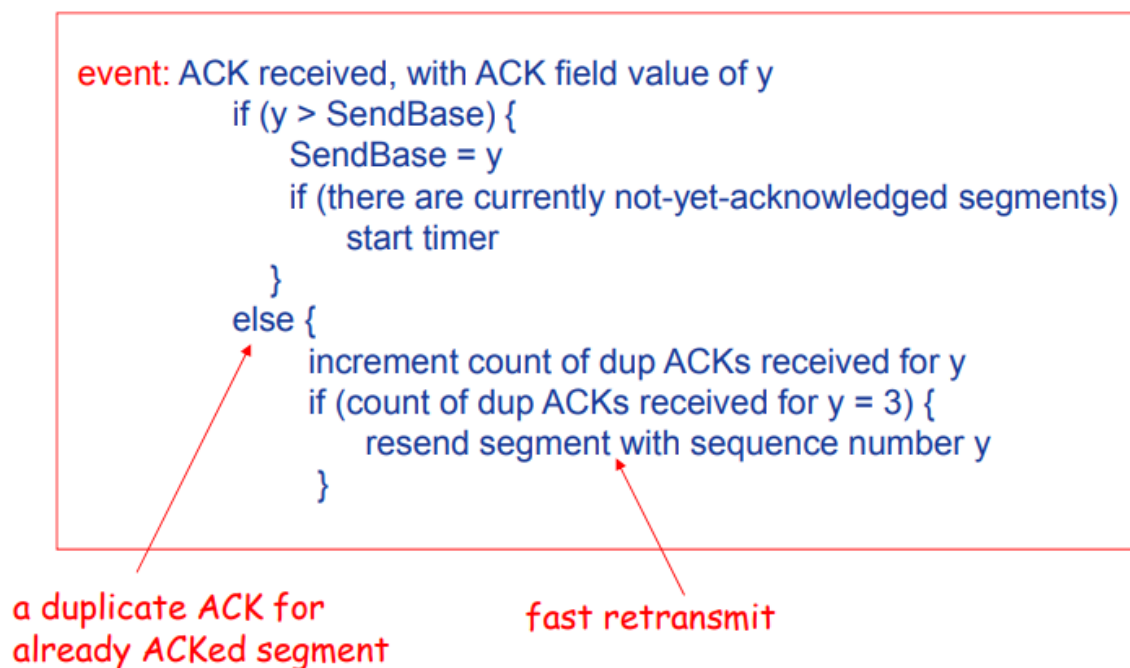 event: ACK received, with ACK field value of y
if (y > SendBase) {
SendBase = y
if (there are currently not-yet-acknowledged segments)
start timer
}
else {
increment count of dup ACKs received for y
if (count of dup ACKs received for y = 3) {
resend segment with sequence number y
}
a duplicate ACK for
already ACKed segment
fast retransmit